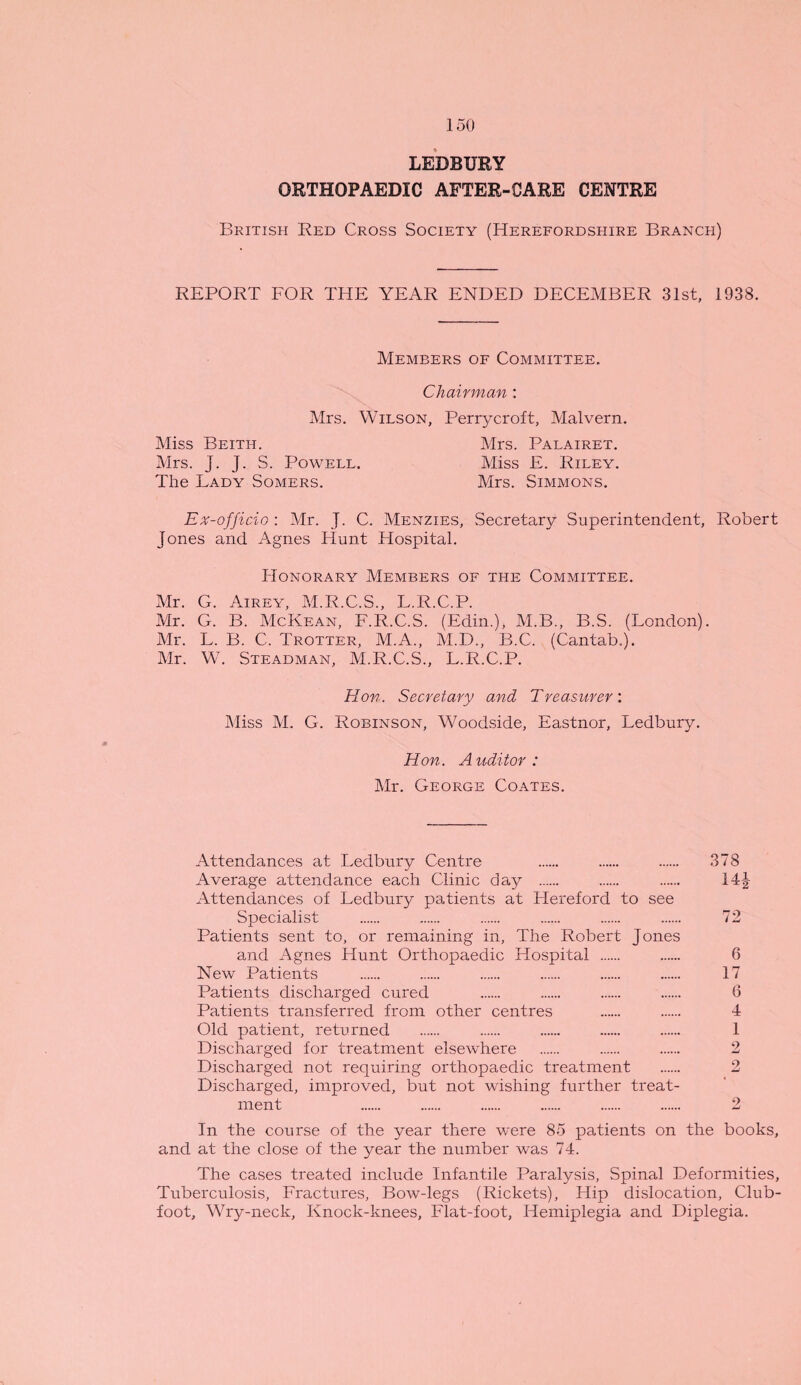 150
LEDBURY
ORTHOPAEDIC AFTER-CARE CENTRE
British Red Cross Society (Herefordshire Branch)
REPORT FOR THE YEAR ENDED DECEMBER 31st, 1938.
Members of Committee.
Chairman :
Mrs. Wilson, Perrycroft, Malvern.
Miss Beith. Mrs. Palairet.
Mrs. J. J. S. Powell. Miss E. Riley.
The Lady Somers. Mrs. Simmons.
Ex-officio : Mr. J. C. Menzies, Secretary Superintendent, Robert
Jones and Agnes Hunt Hospital.
Honorary Members of the Committee.
Mr. G. Airey, M.R.C.S., L.R.C.P.
Mr. G. B. McKean, F.R.C.S. (Edin.), M.B., B.S. (London).
Mr. L. B. C. Trotter, M.A., M.D., B.C. (Cantab.).
Mr. W. Steadman, M.R.C.S., L.R.C.P.
Hon. Secretary and Treasurer :
Miss M. G. Robinson, Woodside, Eastnor, Ledbury.
Hon. Auditor :
Mr. George Coates.
Attendances at Ledbury Centre ...... ...... ...... 378
Average attendance each Clinic day ...... ...... ...... 14½
Attendances of Ledbury patients at Hereford to see
Specialist ...... ...... ...... ...... ...... ...... 72
Patients sent to, or remaining in, The Robert Jones
and Agnes Hunt Orthopaedic Hospital ...... ...... 6
New Patients ...... ...... ...... ...... ...... ...... 17
Patients discharged cured ...... ...... ...... ...... 6
Patients transferred from other centres ...... ...... 4
Old patient, returned ...... ...... ...... ...... ...... 1
Discharged for treatment elsewhere ...... ...... ...... 2
Discharged not requiring orthopaedic treatment ...... 2
Discharged, improved, but not wishing further treat-
ment ...... ...... ...... ...... ...... ...... 2
In the course of the year there were 85 patients on the books,
and at the close of the year the number was 74.
The cases treated include Infantile Paralysis, Spinal Deformities,
Tuberculosis, Fractures, Bow-legs (Rickets), Hip dislocation, Club-
foot, Wry-neck, Knock-knees, Flat-foot, Hemiplegia and Diplegia.